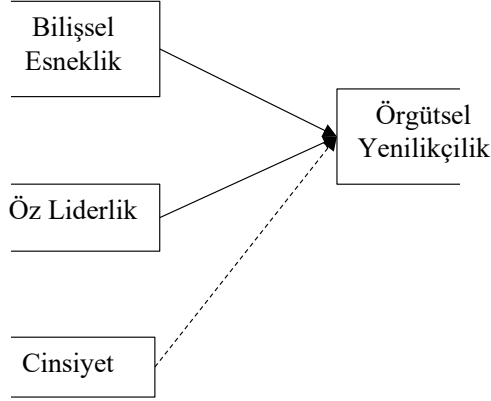 Bilişsel
Esneklik
Örgütsel
Yenilikçilik
Öz Liderlik
Cinsiyet